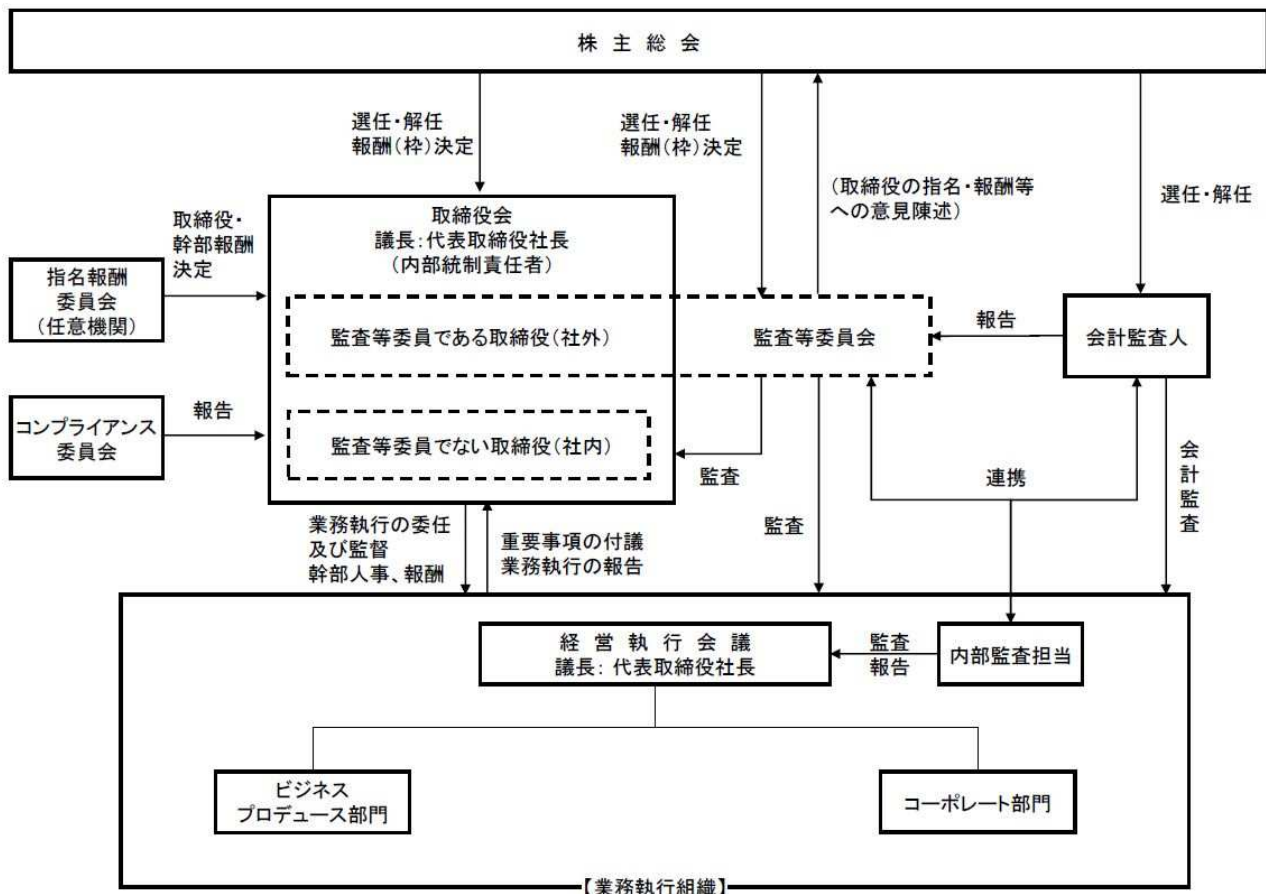 株 主 総 会
選任・解任
報酬(枠)決定
選任・解任
報酬(枠)決定
(取締役の指名・報酬等
への意見陳述)
選任・解任
取締役・
幹部報酬
決定
指名報酬
委員会
(任意機関)
取締役会
議長:代表取締役社長
(内部統制責任者)
監査等委員である取締役(社外)
監査等委員会
報告
会計監査人
コンプライアンス
委員会
報告
監査等委員でない取締役(社内)
監査
監査
連携
会計監査
業務執行の委任
及び監督
幹部人事、報酬
重要事項の付議
業務執行の報告
経 営 執 行 会 議
議長: 代表取締役社長
監査
報告
内部監査担当
ビジネス
プロデュース部門
コーポレート部門
【業務執行組織】